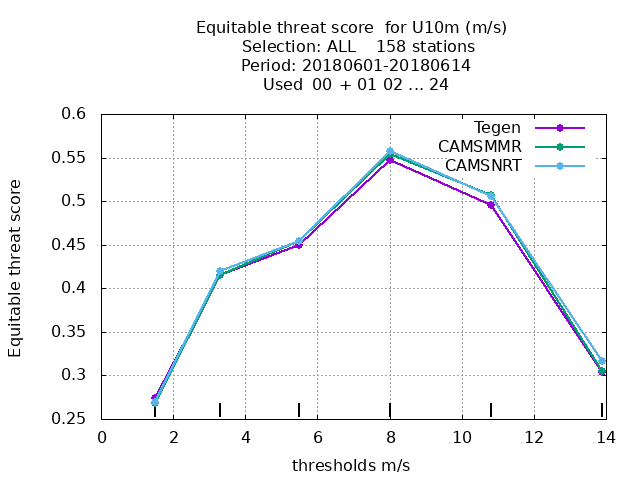 Equitable threat score for U10m (m/s)
Selection: ALL 158 stations
Period: 20180601-20180614
Used 00 + 01 02 ... 24
Equitable threat score
0.6
0.55
0.5
0.45
0.4
0.35
0.3
0.25
Tegen
CAMSMMR
CAMSNRT
0 2 4 6 8 10 12 14
thresholds m/s